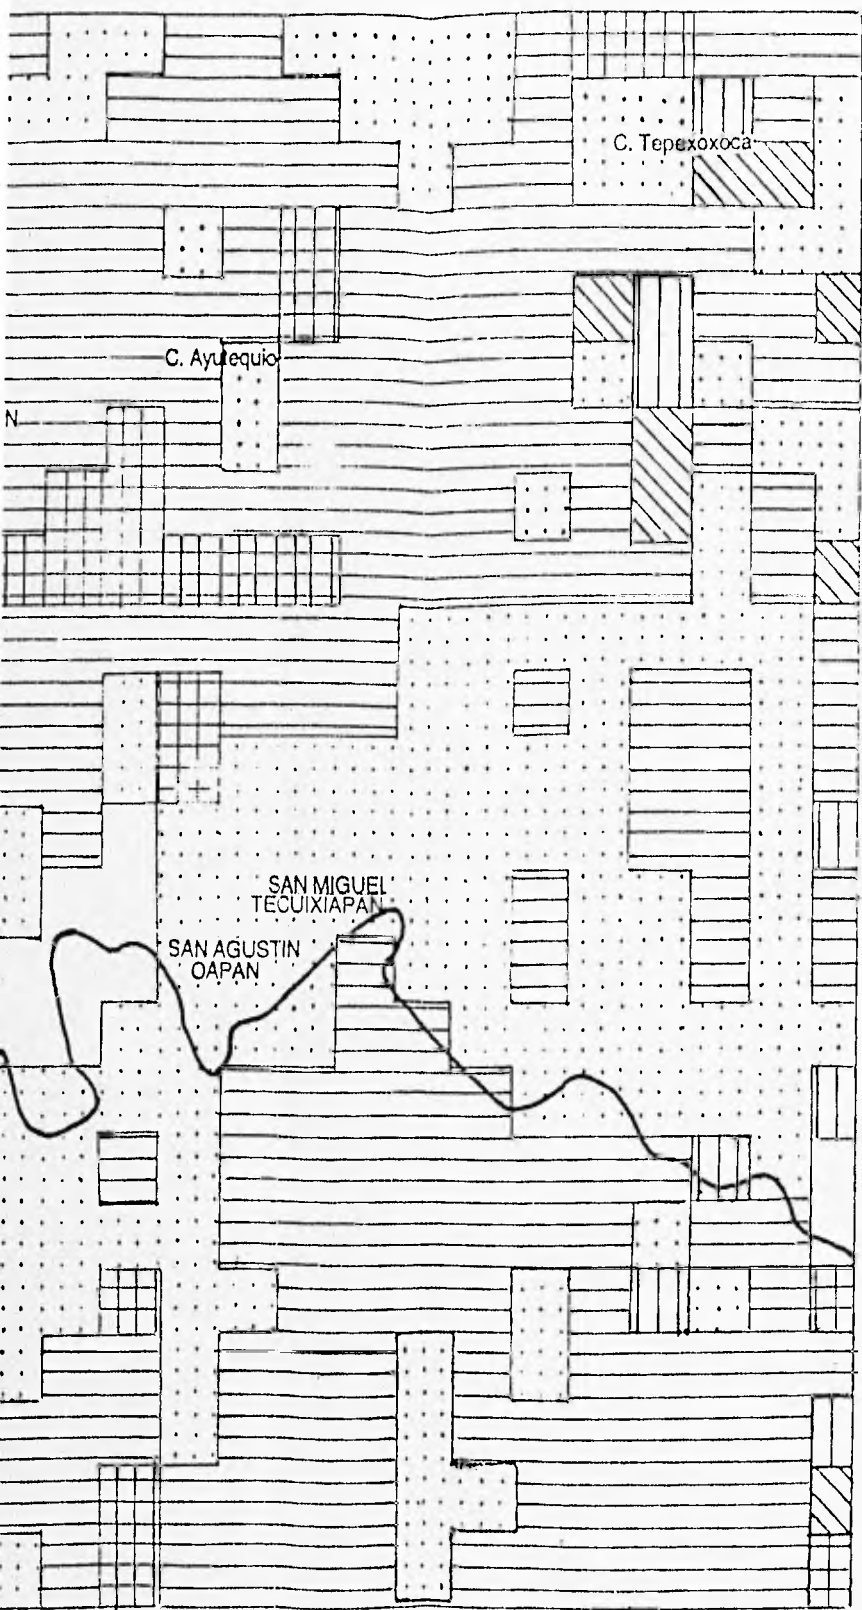 C. Tepexoxoca
C. Ayutequio
N
SAN MIGUEL
TECUIXIAPAN
SAN AGUSTIN
OAPAN